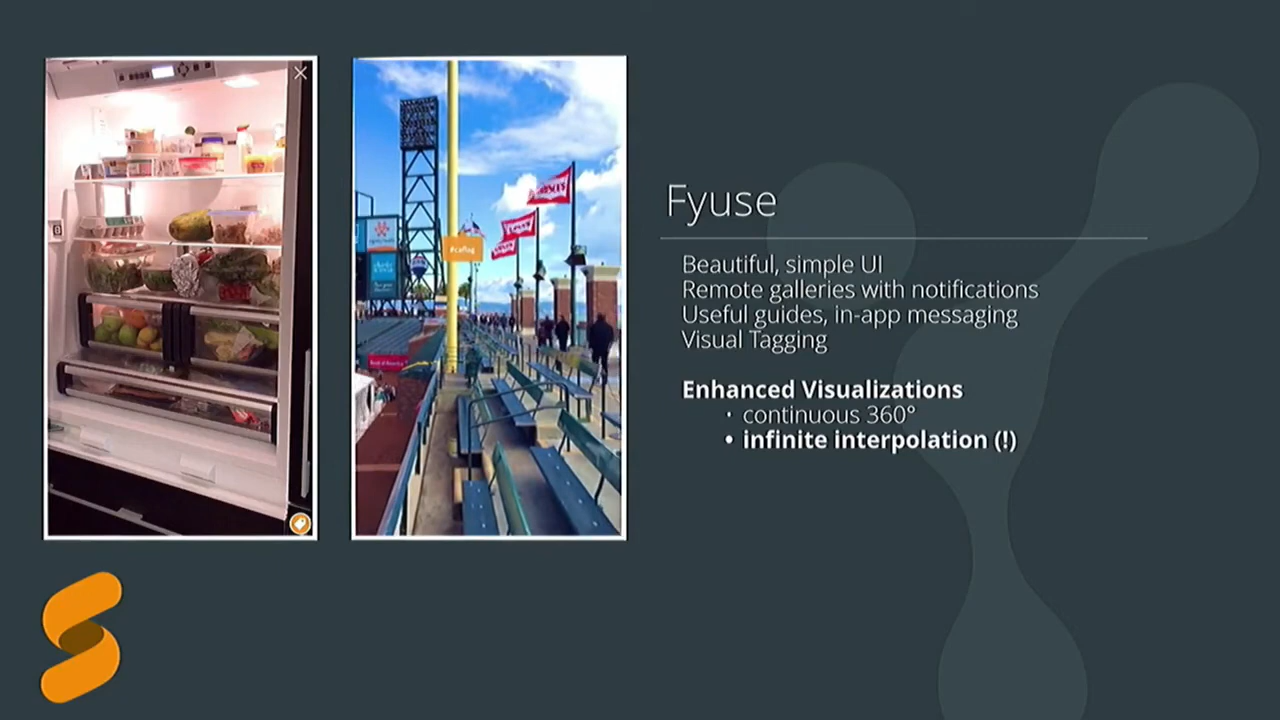 Fyuse
Beautiful, simple UI
Remote galleries with notifications
Useful guides, in-app messaging
Visual Tagging
Enhanced Visualizations
· continuous 360°
• infinite interpolation (!)